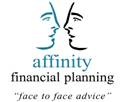 affinity
financial planning
"face to face advice"